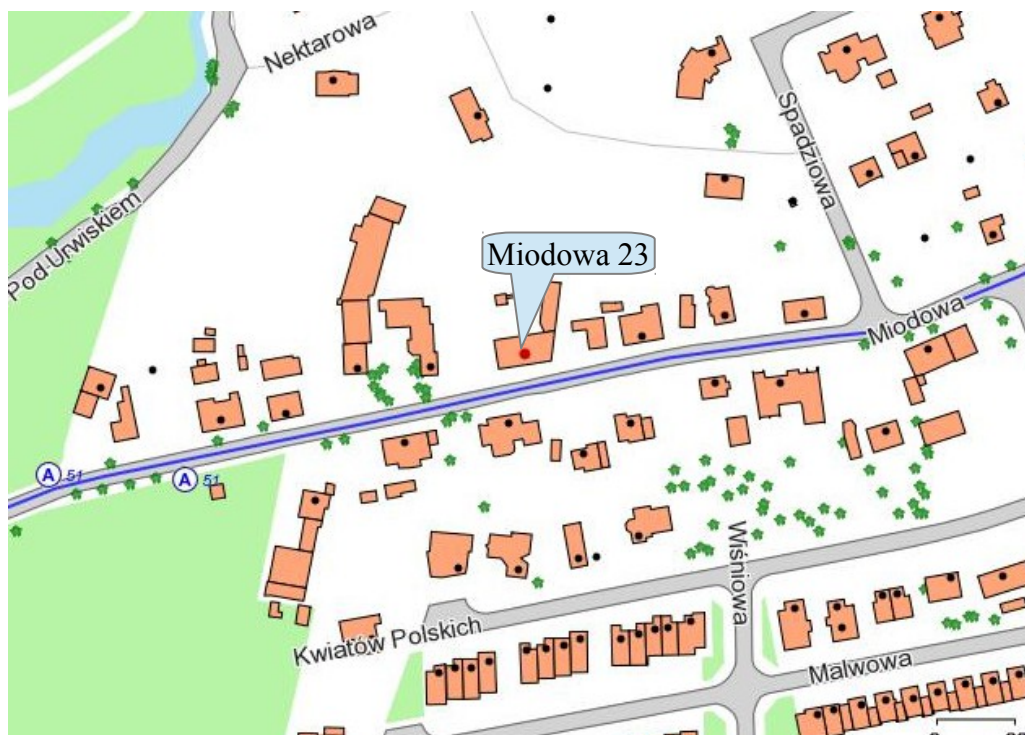 Nektarowa
Spadziowa
Pod Urwiskiem
Miodowa 23
Miodowa
A 51
A 51
Wiśniowa
Kwiatów Polskich
Malwowa